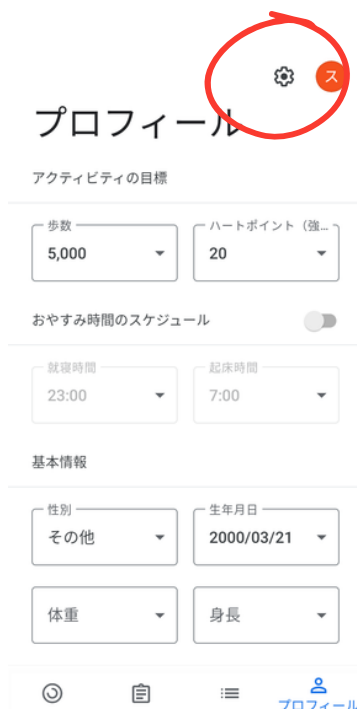 ス
プロフィール
アクティビティの目標
歩数
ハートポイント（強...
5,000
20
おやすみ時間のスケジュール
就寝時間
起床時間
23:00
7:00
基本情報
性別
生年月日
その他
2000/03/21
体重
身長
プロフィール